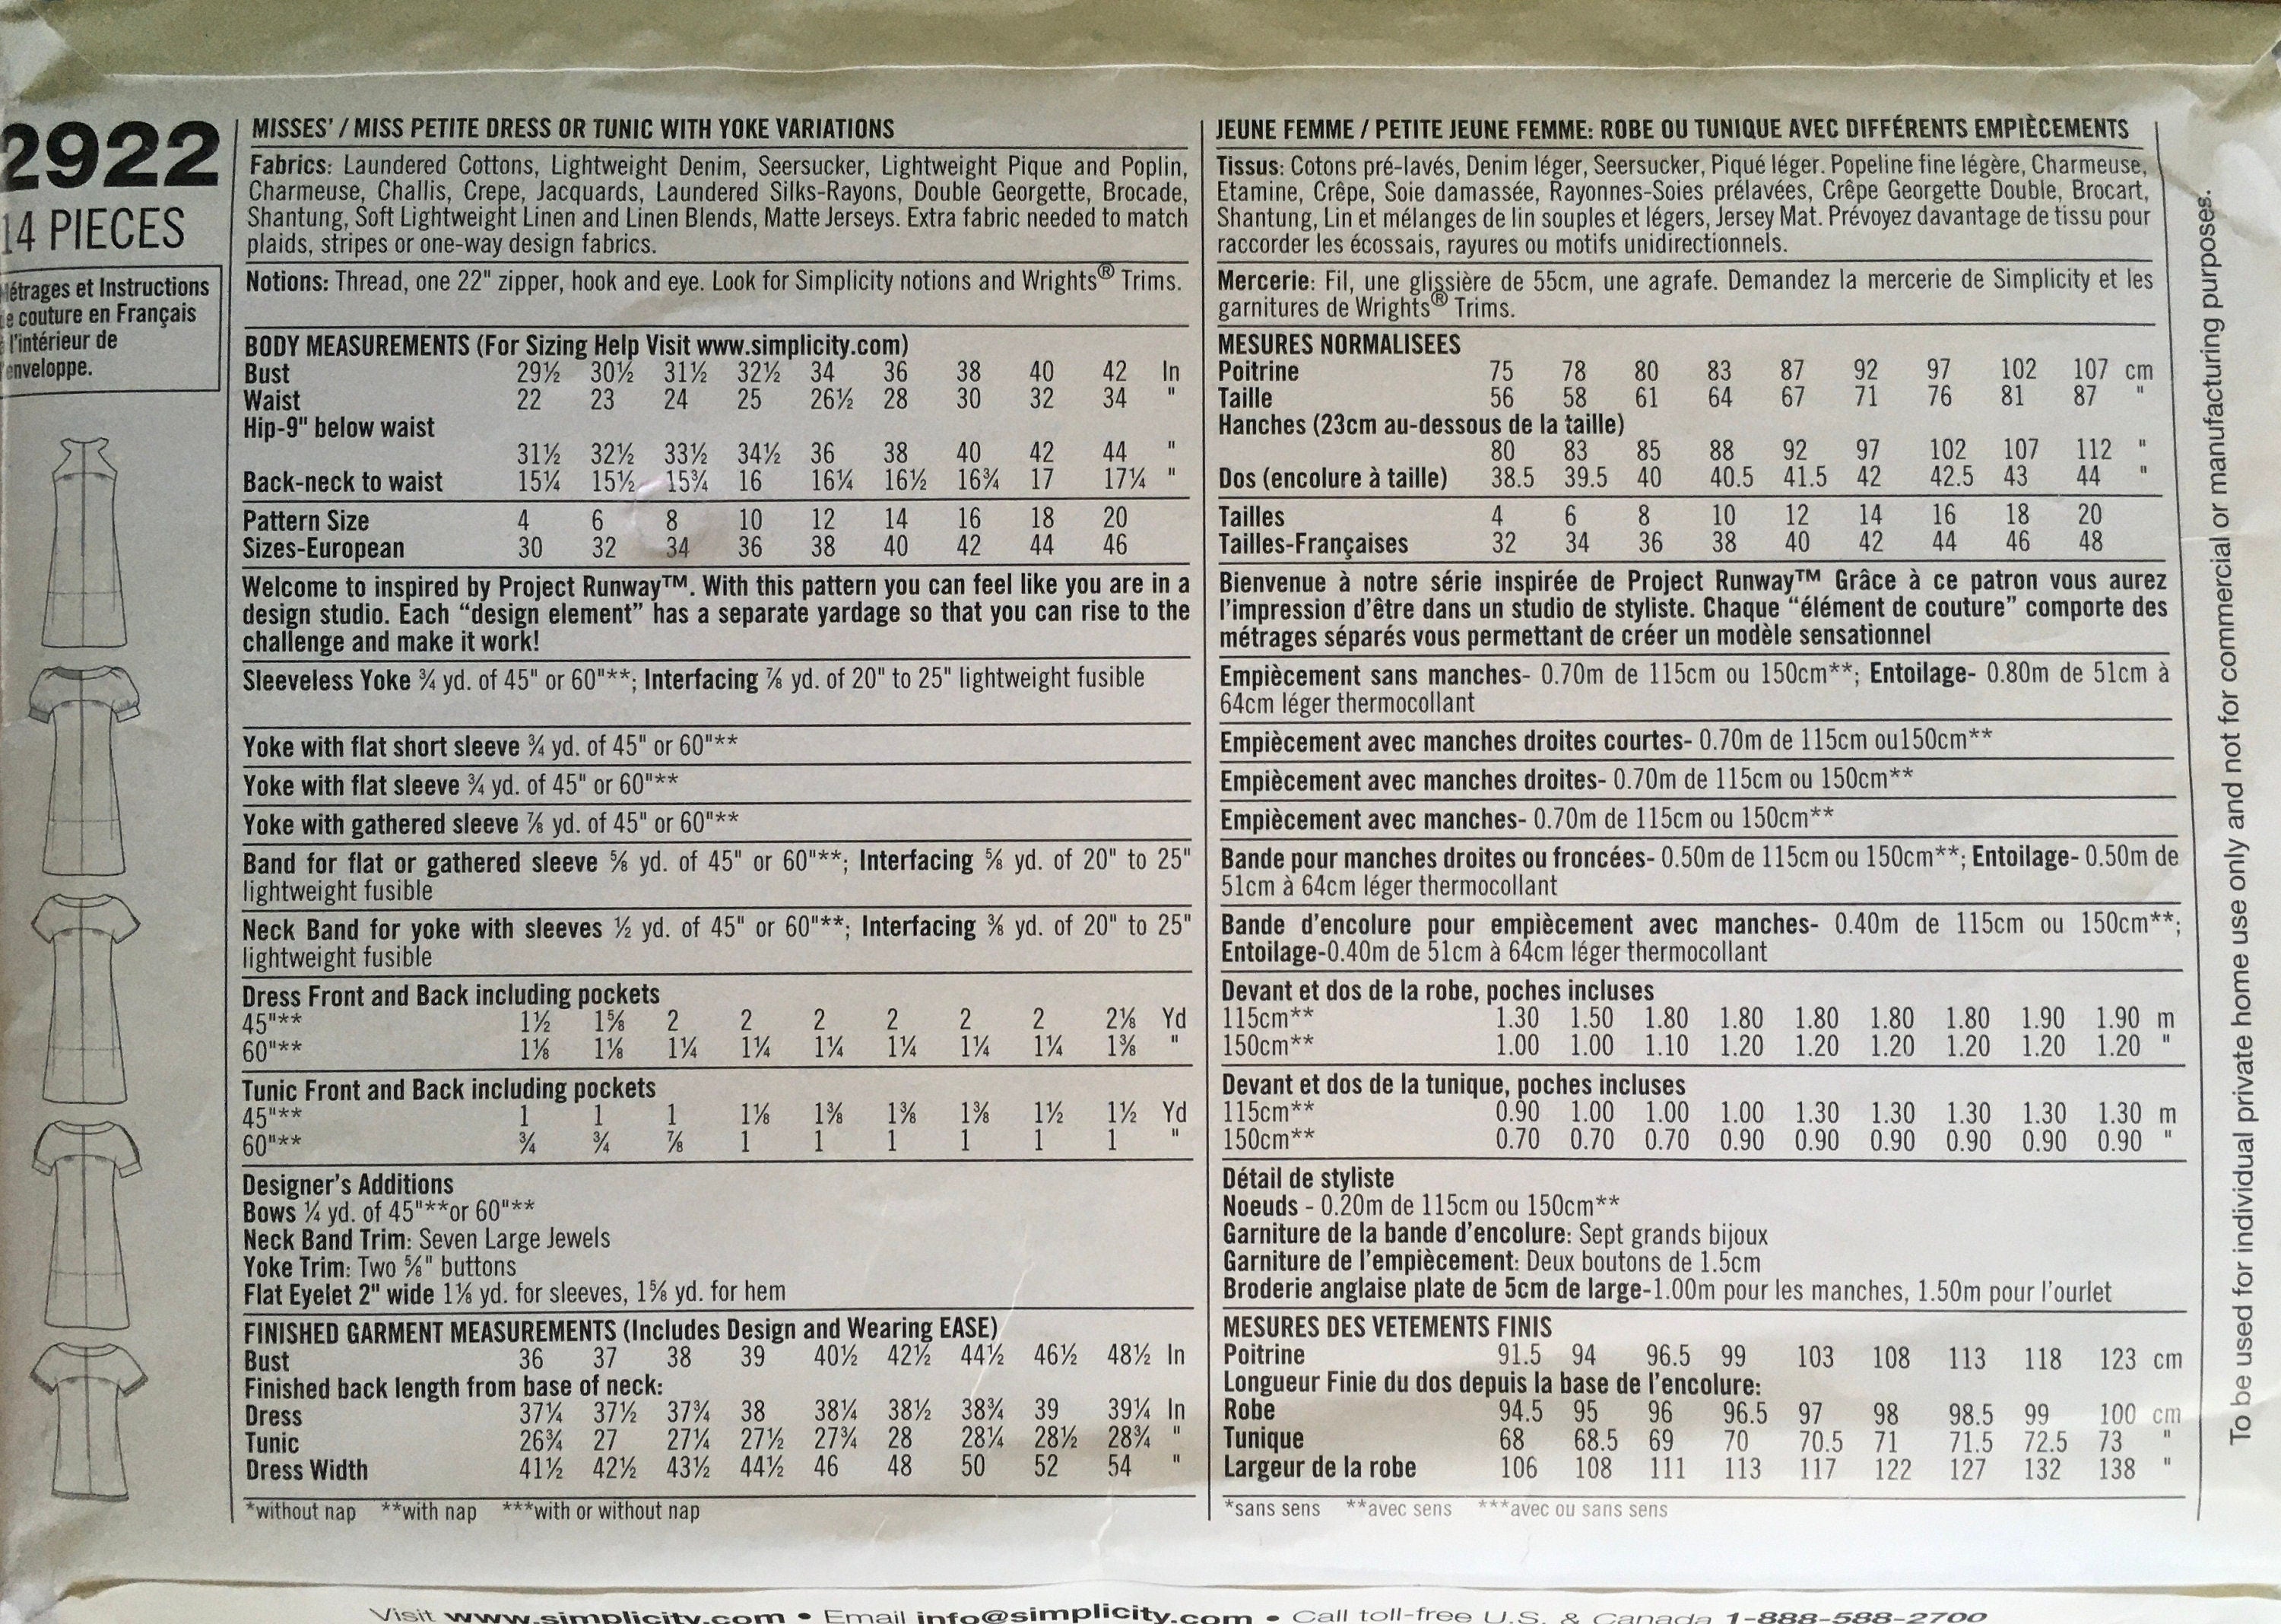 2922
14 PIECES
étrages et Instructions
e couture en Français
l'intérieur de
enveloppe.
MISSES' / MISS PETITE DRESS OR TUNIC WITH YOKE VARIATIONS
Fabrics: Laundered Cottons, Lightweight Denim, Seersucker, Lightweight Pique and Poplin,
Charmeuse, Challis, Crepe, Jacquards, Laundered Silks-Rayons, Double Georgette, Brocade,
Shantung, Soft Lightweight Linen and Linen Blends, Matte Jerseys. Extra fabric needed to match
plaids, stripes or one-way design fabrics.
Notions: Thread, one 22" zipper, hook and eye. Look for Simplicity notions and Wrights® Trims.
BODY MEASUREMENTS (For Sizing Help Visit www.simplicity.com)
Bust 29½ 30½ 31½ 32½ 34 36 38 40 42 In
Waist 22 23 24 25 26½ 28 30 32 34 "
Hip-9" below waist
31½ 32½ 33½ 34½ 36 38 40 42 44 "
Back-neck to waist 15¼ 15½ 15¾ 16 16¼ 16½ 16¾ 17 17¼ "
Pattern Size 4 6 8 10 12 14 16 18 20
Sizes-European 30 32 34 36 38 40 42 44 46
Welcome to inspired by Project Runway™. With this pattern you can feel like you are in a
design studio. Each “design element” has a separate yardage so that you can rise to the
challenge and make it work!
Sleeveless Yoke ¾ yd. of 45" or 60"**; Interfacing ⅞ yd. of 20" to 25" lightweight fusible
Yoke with flat short sleeve ¾ yd. of 45" or 60"**
Yoke with flat sleeve ¾ yd. of 45" or 60"**
Yoke with gathered sleeve ⅞ yd. of 45" or 60"**
Band for flat or gathered sleeve ⅝ yd. of 45" or 60"**; Interfacing ⅝ yd. of 20" to 25"
lightweight fusible
Neck Band for yoke with sleeves ½ yd. of 45" or 60"**; Interfacing ⅜ yd. of 20" to 25"
lightweight fusible
Dress Front and Back including pockets
45"** 1½ 1⅝ 2 2 2 2 2 2 2⅛ Yd
60"** 1⅛ 1⅛ 1¼ 1¼ 1¼ 1¼ 1¼ 1¼ 1⅜ "
Tunic Front and Back including pockets
45"** 1 1 1 1⅛ 1⅜ 1⅜ 1⅜ 1½ 1½ Yd
60"** ¾ ¾ ⅞ 1 1 1 1 1 1 "
Designer's Additions
Bows ¼ yd. of 45"**or 60"**
Neck Band Trim: Seven Large Jewels
Yoke Trim: Two ⅝" buttons
Flat Eyelet 2" wide 1⅛ yd. for sleeves, 1⅝ yd. for hem
FINISHED GARMENT MEASUREMENTS (Includes Design and Wearing EASE)
Bust 36 37 38 39 40½ 42½ 44½ 46½ 48½ In
Finished back length from base of neck:
Dress 37¼ 37½ 37¾ 38 38¼ 38½ 38¾ 39 39¼ In
Tunic 26¾ 27 27¼ 27½ 27¾ 28 28¼ 28½ 28¾ "
Dress Width 41½ 42½ 43½ 44½ 46 48 50 52 54 "
*without nap **with nap ***with or without nap
JEUNE FEMME / PETITE JEUNE FEMME: ROBE OU TUNIQUE AVEC DIFFÉRENTS EMPIÈCEMENTS
Tissus: Cotons pré-lavés, Denim léger, Seersucker, Piqué léger. Popeline fine légère, Charmeuse,
Etamine, Crêpe, Soie damassée, Rayonnes-Soies prélavées, Crêpe Georgette Double, Brocart,
Shantung, Lin et mélanges de lin souples et légers, Jersey Mat. Prévoyez davantage de tissu pour
raccorder les écossais, rayures ou motifs unidirectionnels.
Mercerie: Fil, une glissière de 55cm, une agrafe. Demandez la mercerie de Simplicity et les
garnitures de Wrights® Trims.
MESURES NORMALISEES
Poitrine 75 78 80 83 87 92 97 102 107 cm
Taille 56 58 61 64 67 71 76 81 87 "
Hanches (23cm au-dessous de la taille)
80 83 85 88 92 97 102 107 112 "
Dos (encolure à taille) 38.5 39.5 40 40.5 41.5 42 42.5 43 44 "
Tailles 4 6 8 10 12 14 16 18 20
Tailles-Françaises 32 34 36 38 40 42 44 46 48
Bienvenue à notre série inspirée de Project Runway™ Grâce à ce patron vous aurez
l'impression d'être dans un studio de styliste. Chaque “élément de couture” comporte des
métrages séparés vous permettant de créer un modèle sensationnel
Empiècement sans manches- 0.70m de 115cm ou 150cm**; Entoilage- 0.80m de 51cm à
64cm léger thermocollant
Empiècement avec manches droites courtes- 0.70m de 115cm ou150cm**
Empiècement avec manches droites- 0.70m de 115cm ou 150cm**
Empiècement avec manches- 0.70m de 115cm ou 150cm**
Bande pour manches droites ou froncées- 0.50m de 115cm ou 150cm**; Entoilage- 0.50m de
51cm à 64cm léger thermocollant
Bande d'encolure pour empiècement avec manches- 0.40m de 115cm ou 150cm**;
Entoilage-0.40m de 51cm à 64cm léger thermocollant
Devant et dos de la robe, poches incluses
115cm** 1.30 1.50 1.80 1.80 1.80 1.80 1.80 1.90 1.90 m
150cm** 1.00 1.00 1.10 1.20 1.20 1.20 1.20 1.20 1.20 "
Devant et dos de la tunique, poches incluses
115cm** 0.90 1.00 1.00 1.00 1.30 1.30 1.30 1.30 1.30 m
150cm** 0.70 0.70 0.70 0.90 0.90 0.90 0.90 0.90 0.90 "
Détail de styliste
Noeuds - 0.20m de 115cm ou 150cm**
Garniture de la bande d'encolure: Sept grands bijoux
Garniture de l'empiècement: Deux boutons de 1.5cm
Broderie anglaise plate de 5cm de large-1.00m pour les manches, 1.50m pour l'ourlet
MESURES DES VETEMENTS FINIS
Poitrine 91.5 94 96.5 99 103 108 113 118 123 cm
Longueur Finie du dos depuis la base de l'encolure:
Robe 94.5 95 96 96.5 97 98 98.5 99 100 cm
Tunique 68 68.5 69 70 70.5 71 71.5 72.5 73 "
Largeur de la robe 106 108 111 113 117 122 127 132 138 "
*sans sens **avec sens ***avec ou sans sens
To be used for individual private home use only and not for commercial or manufacturing purposes.
Visit www.simplicity.com • Email info@simplicity.com • Call toll-free U.S. & Canada 1-888-588-2700